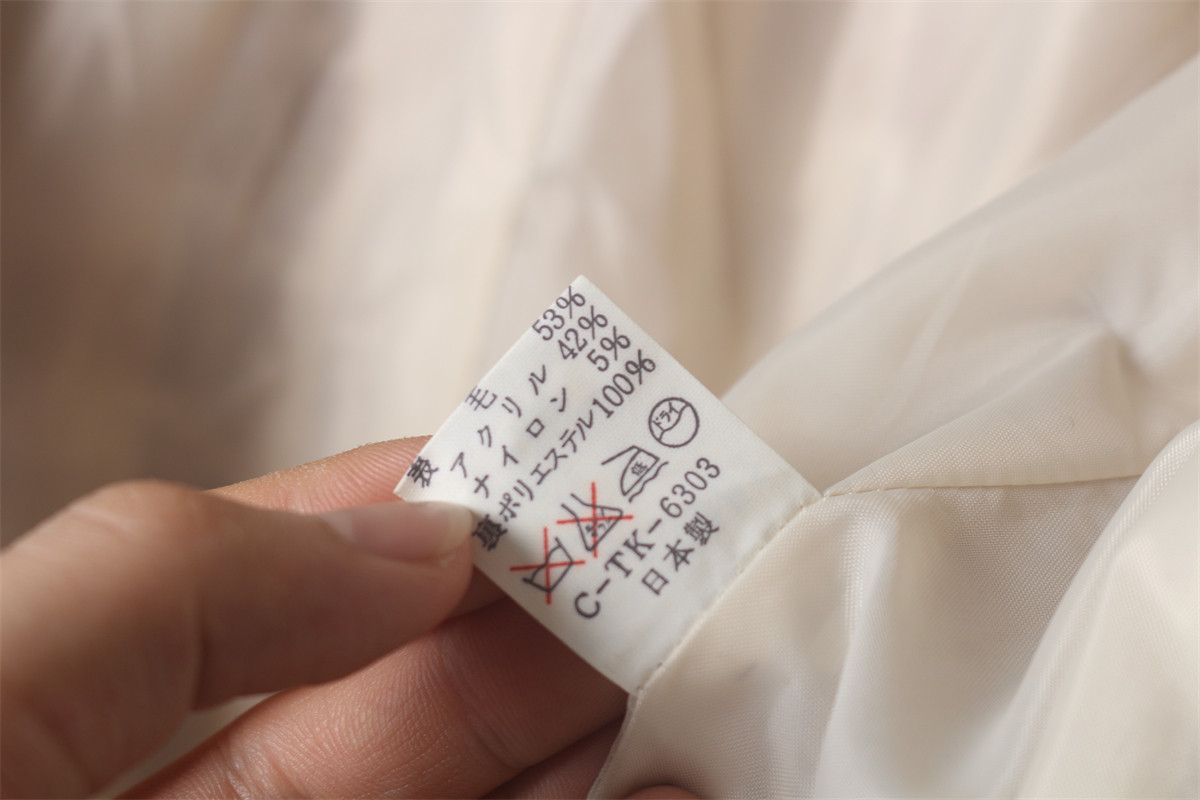 表 毛 53%
アクリル 42%
ナイロン 5%
裏 ポリエステル 100%
低 ドライ
C-TK-6303
日本製